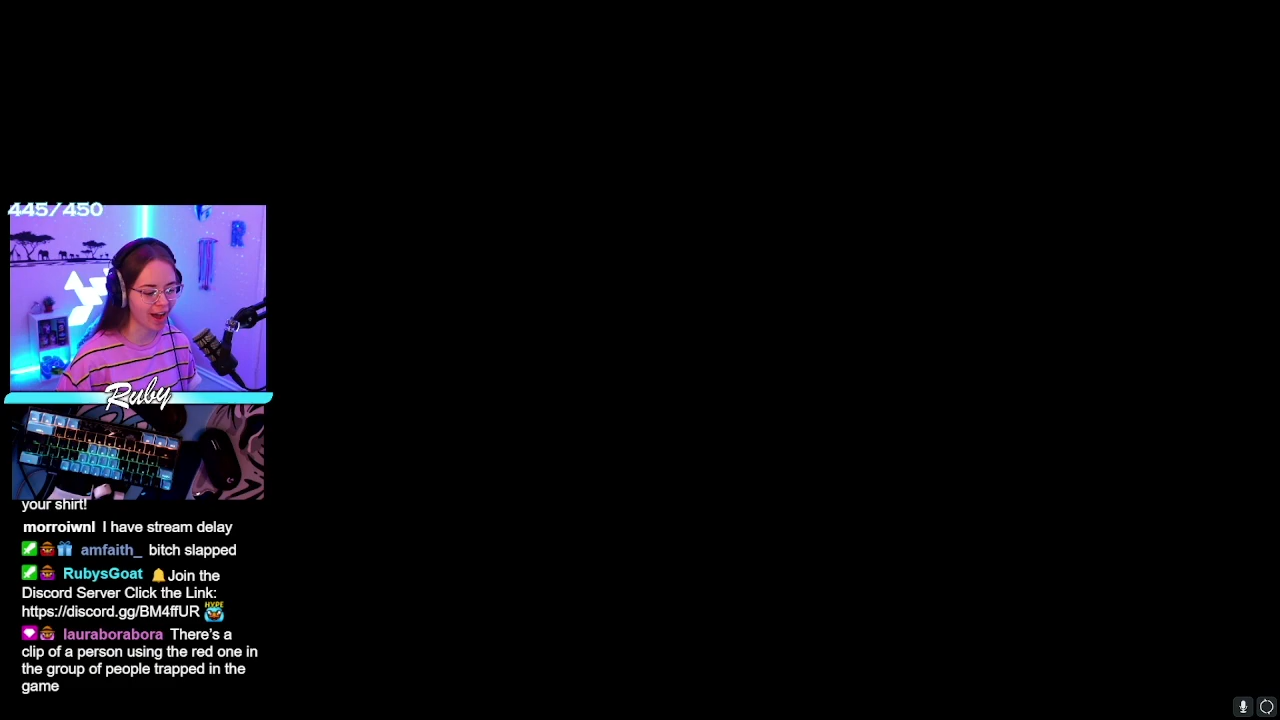 445/450
R
Ruby
your shirt!
morroiwnl I have stream delay
amfaith_ bitch slapped
RubysGoat 🔔Join the
Discord Server Click the Link:
https://discord.gg/BM4ffUR HYPE
lauraborabora There's a
clip of a person using the red one in
the group of people trapped in the
game